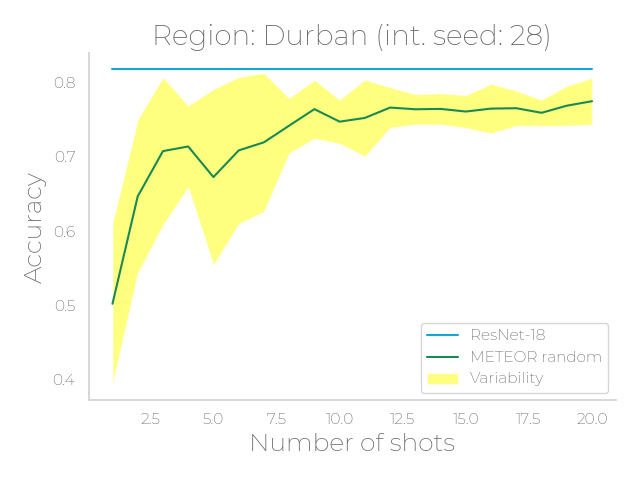 Region: Durban (int. seed: 28)
Accuracy
0.8
0.7
0.6
0.5
0.4
ResNet-18
METEOR random
Variability
2.5 5.0 7.5 10.0 12.5 15.0 17.5 20.0
Number of shots